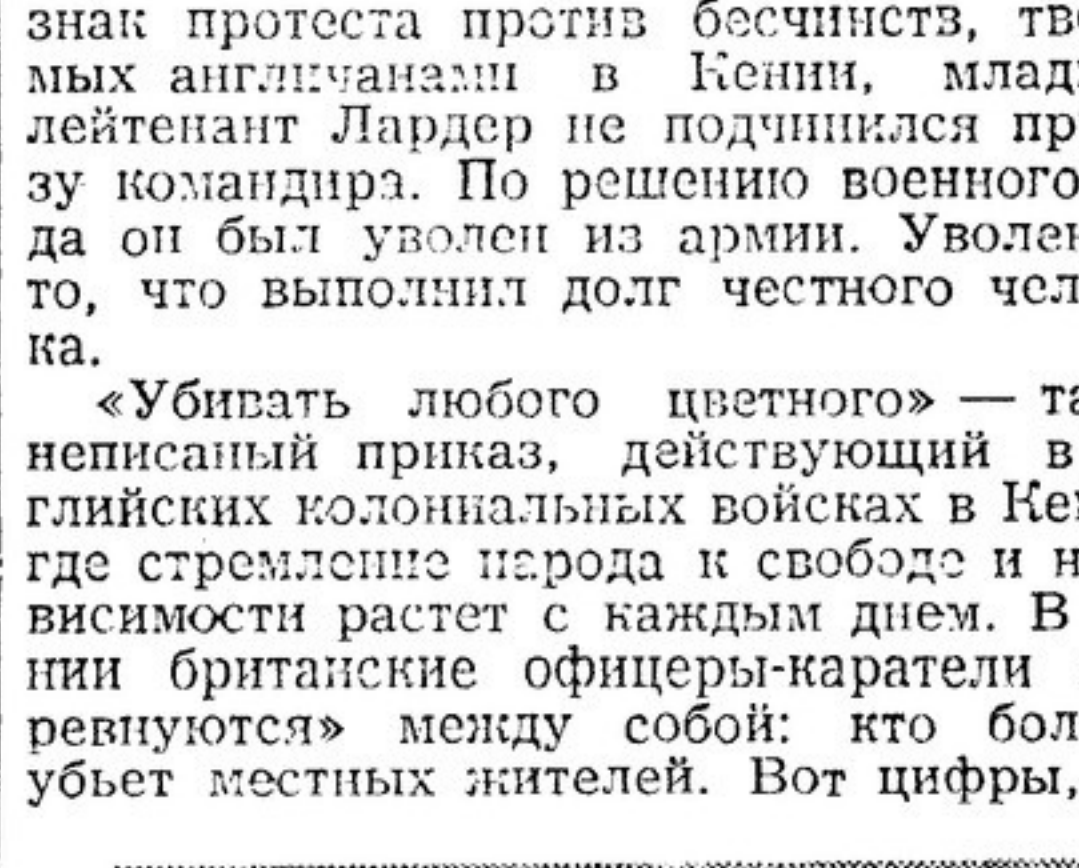 знак протеста против бесчинств, тв
мых англичанами в Кении, млад
лейтенант Лардер не подчинился пр
зу командира. По решению военного
да он был уволен из армии. Уволен
то, что выполнил долг честного чел
ка.
«Убивать любого цветного» — та
неписаный приказ, действующий в
глийских колониальных войсках в Ке
где стремление народа к свободе и н
висимости растет с каждым днем. В
нии британские офицеры-каратели
ревнуются» между собой: кто бол
убьет местных жителей. Вот цифры,